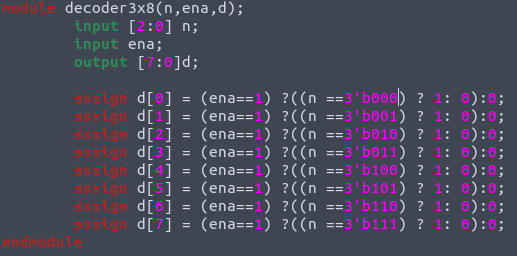 module decoder3x8(n,ena,d);
        input [2:0] n;
        input ena;
        output [7:0]d;

        assign d[0] = (ena==1) ?((n ==3'b000) ? 1: 0):0;
        assign d[1] = (ena==1) ?((n ==3'b001) ? 1: 0):0;
        assign d[2] = (ena==1) ?((n ==3'b010) ? 1: 0):0;
        assign d[3] = (ena==1) ?((n ==3'b011) ? 1: 0):0;
        assign d[4] = (ena==1) ?((n ==3'b100) ? 1: 0):0;
        assign d[5] = (ena==1) ?((n ==3'b101) ? 1: 0):0;
        assign d[6] = (ena==1) ?((n ==3'b110) ? 1: 0):0;
        assign d[7] = (ena==1) ?((n ==3'b111) ? 1: 0):0;
endmodule